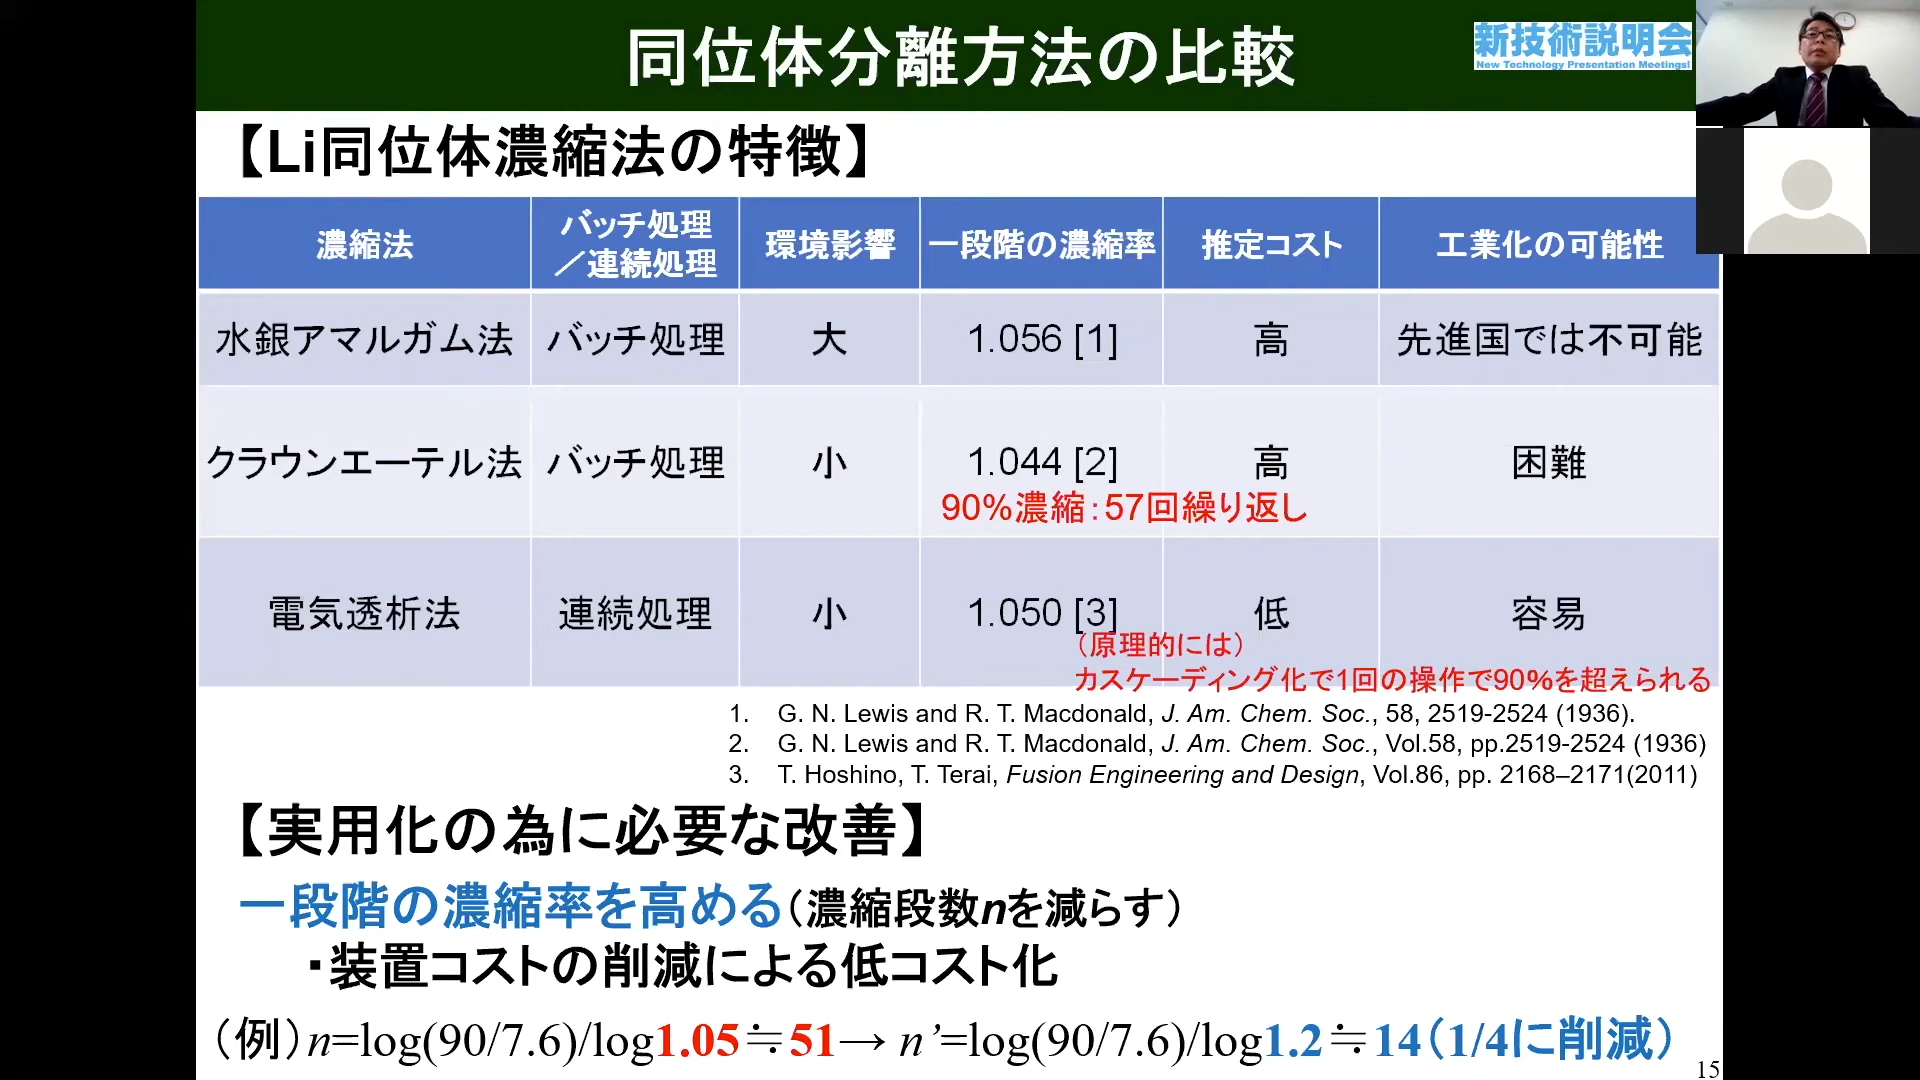 同位体分離方法の比較
新技術説明会
New Technology Presentation Meetings!
【Li同位体濃縮法の特徴】
濃縮法 バッチ処理／連続処理 環境影響 一段階の濃縮率 推定コスト 工業化の可能性
水銀アマルガム法 バッチ処理 大 1.056 [1] 高 先進国では不可能
クラウンエーテル法 バッチ処理 小 1.044 [2] 高 困難
90%濃縮：57回繰り返し
電気透析法 連続処理 小 1.050 [3] 低 容易
（原理的には）
カスケーディング化で1回の操作で90%を超えられる
1. G. N. Lewis and R. T. Macdonald, J. Am. Chem. Soc., 58, 2519-2524 (1936).
2. G. N. Lewis and R. T. Macdonald, J. Am. Chem. Soc., Vol.58, pp.2519-2524 (1936)
3. T. Hoshino, T. Terai, Fusion Engineering and Design, Vol.86, pp. 2168–2171(2011)
【実用化の為に必要な改善】
一段階の濃縮率を高める（濃縮段数nを減らす）
・装置コストの削減による低コスト化
（例）n=log(90/7.6)/log1.05≒51→ n’=log(90/7.6)/log1.2≒14（1/4に削減）
15